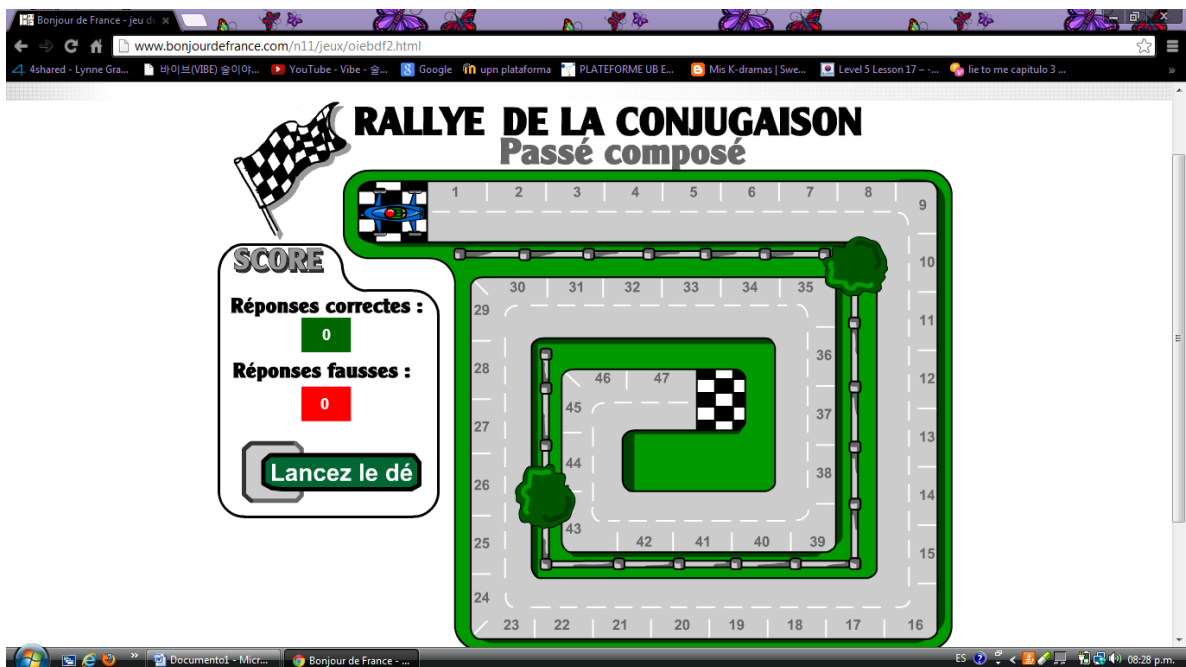 Bonjour de France - jeu de
www.bonjourdefrance.com/n11/jeux/oiebdf2.html
4shared - Lynne Gra... 바이브(VIBE) 술이야... YouTube - Vibe - 술... Google upn plataforma PLATEFORME UB E... Mis K-dramas | Swe... Level 5 Lesson 17 – -... lie to me capitulo 3 ... »
RALLYE DE LA CONJUGAISON
Passé composé
1 2 3 4 5 6 7 8
9
10
11
12
13
14
15
16
17
18
19
20
21
22
23
24
25
26
27
28
29
30 31 32 33 34 35
36
37
38
39
40
41
42
43
44
45
46 47
SCORE
Réponses correctes :
0
Réponses fausses :
0
Lancez le dé
» Documento1 - Micr... Bonjour de France - ... ES 08:28 p.m.